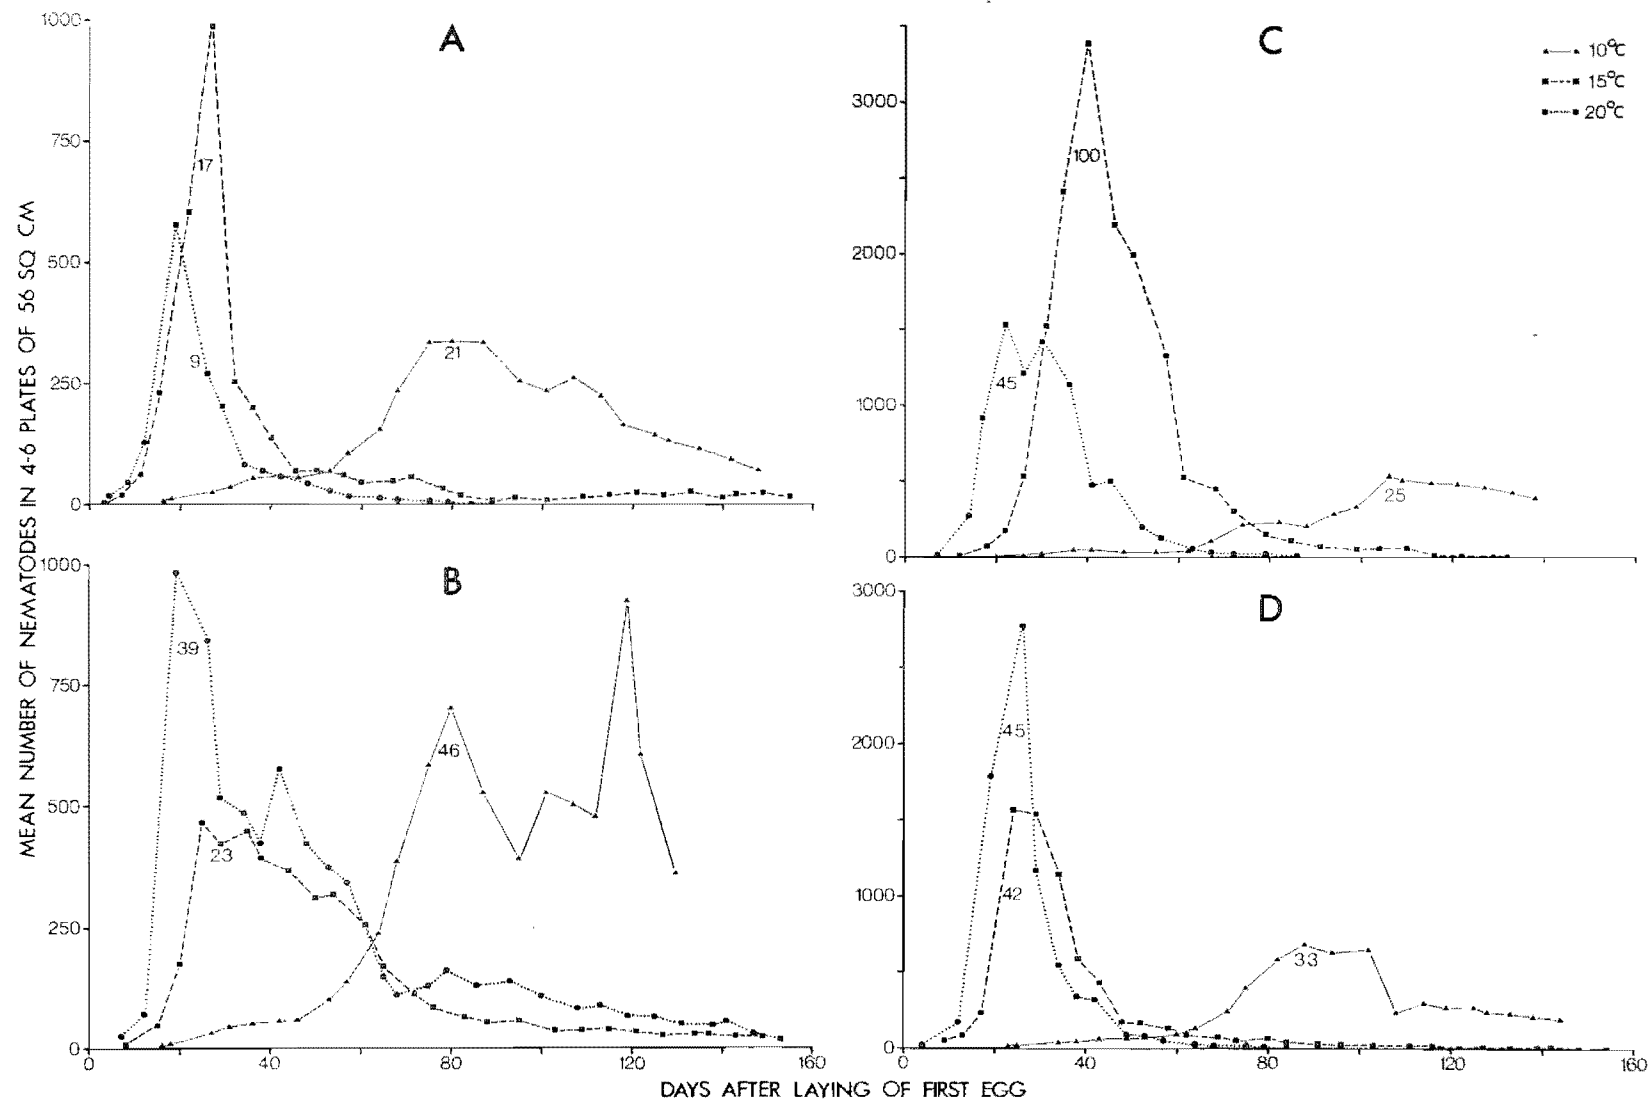 A
1000
750
500
250
0
17
9
21
B
1000
750
500
250
0
39
23
46
0 40 80 120 160
C
3000
2000
1000
0
100
45
25
10°C
15°C
20°C
D
3000
2000
1000
0
45
42
33
0 40 80 120 160
MEAN NUMBER OF NEMATODES IN 4-6 PLATES OF 56 SQ CM
DAYS AFTER LAYING OF FIRST EGG